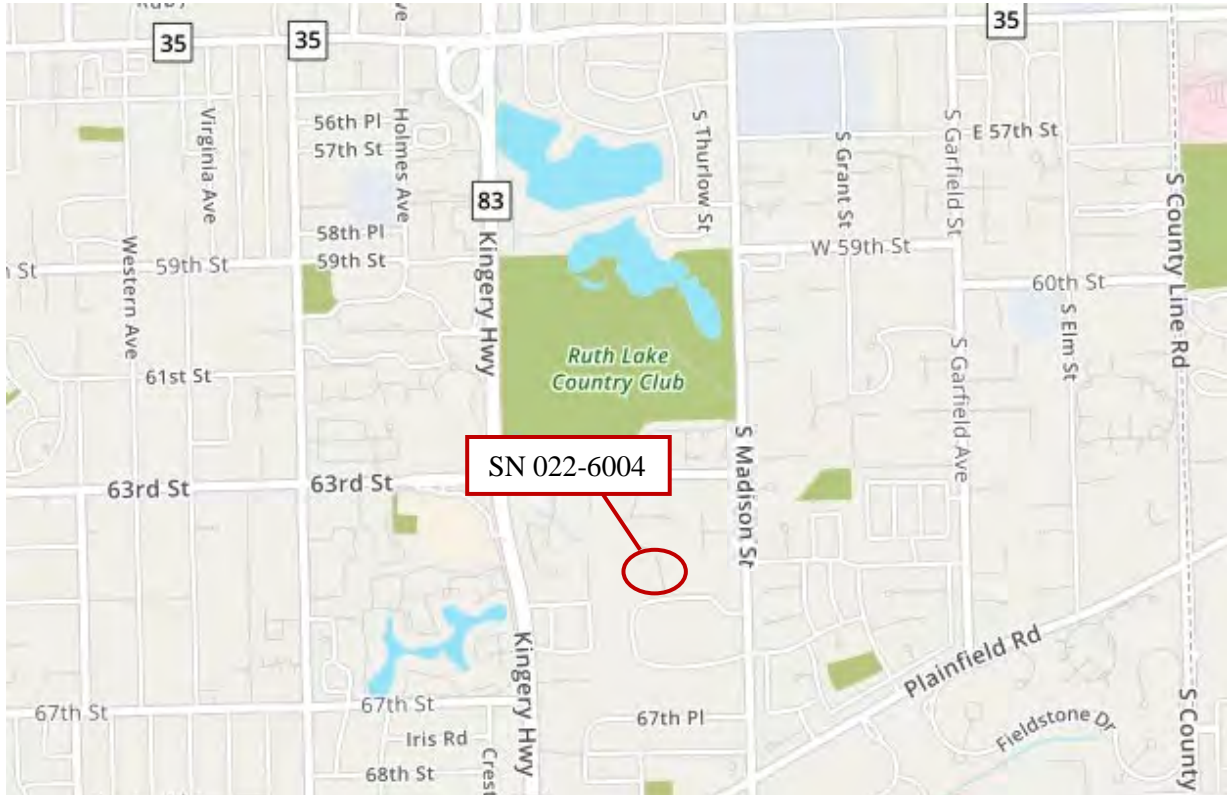 35
35
35
Virginia Ave
56th Pl
57th St
Holmes Ave
S Thurlow St
S Grant St
S Garfield St
E 57th St
83
Kingery Hwy
58th Pl
59th St
59th St
n St
Western Ave
W 59th St
60th St
S County Line Rd
S Elm St
61st St
Ruth Lake
Country Club
S Garfield Ave
S Madison St
SN 022-6004
63rd St
63rd St
Kingery Hwy
Plainfield Rd
67th St
67th St
67th Pl
Iris Rd
68th St
Crest
Fieldstone Dr
S County